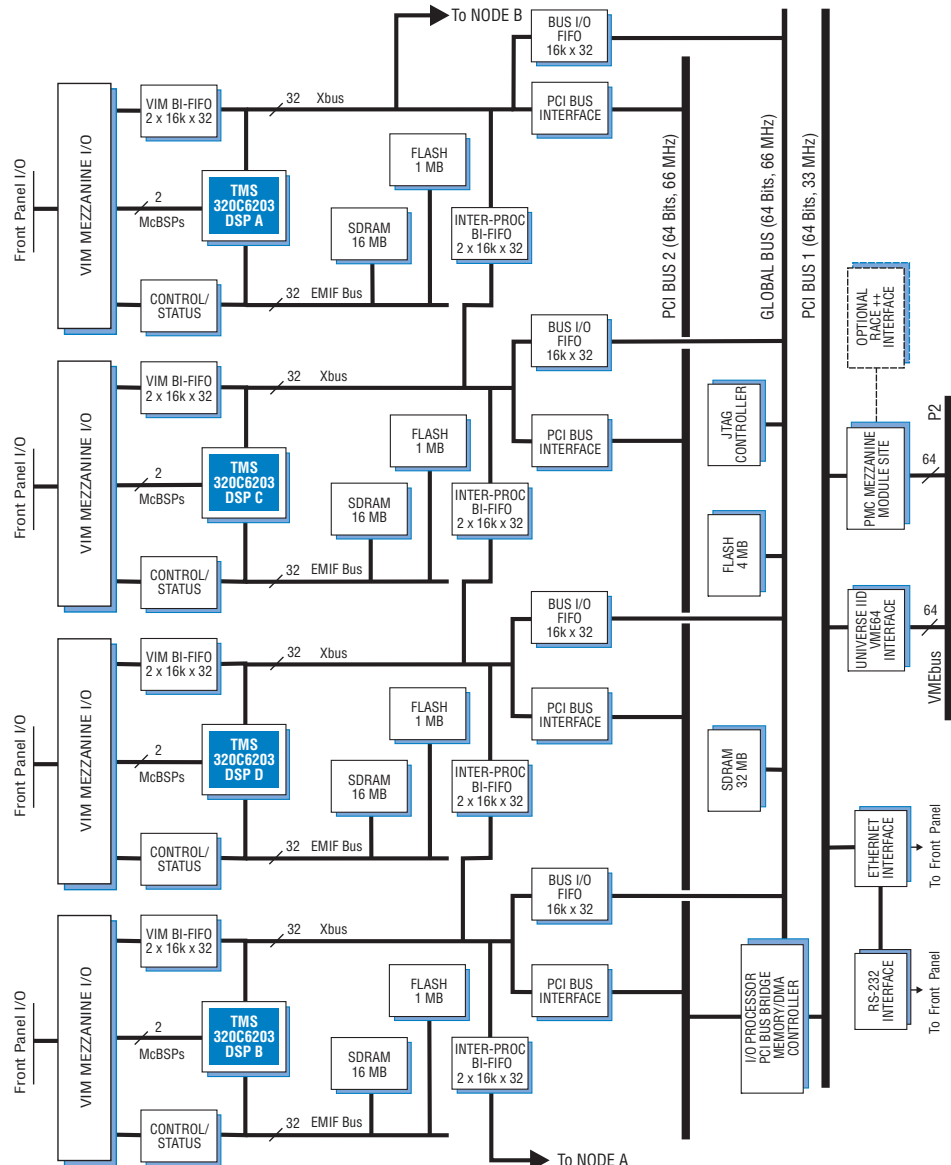 To NODE B
Front Panel I/O
VIM MEZZANINE I/O
VIM BI-FIFO
2 x 16k x 32
32 Xbus
BUS I/O
FIFO
16k x 32
PCI BUS
INTERFACE
2
McBSPs
TMS
320C6203
DSP A
FLASH
1 MB
SDRAM
16 MB
INTER-PROC
BI-FIFO
2 x 16k x 32
CONTROL/
STATUS
32 EMIF Bus
Front Panel I/O
VIM MEZZANINE I/O
VIM BI-FIFO
2 x 16k x 32
32 Xbus
BUS I/O
FIFO
16k x 32
PCI BUS
INTERFACE
2
McBSPs
TMS
320C6203
DSP C
FLASH
1 MB
SDRAM
16 MB
INTER-PROC
BI-FIFO
2 x 16k x 32
CONTROL/
STATUS
32 EMIF Bus
Front Panel I/O
VIM MEZZANINE I/O
VIM BI-FIFO
2 x 16k x 32
32 Xbus
BUS I/O
FIFO
16k x 32
PCI BUS
INTERFACE
2
McBSPs
TMS
320C6203
DSP D
FLASH
1 MB
SDRAM
16 MB
INTER-PROC
BI-FIFO
2 x 16k x 32
CONTROL/
STATUS
32 EMIF Bus
Front Panel I/O
VIM MEZZANINE I/O
VIM BI-FIFO
2 x 16k x 32
32 Xbus
BUS I/O
FIFO
16k x 32
PCI BUS
INTERFACE
2
McBSPs
TMS
320C6203
DSP B
FLASH
1 MB
SDRAM
16 MB
INTER-PROC
BI-FIFO
2 x 16k x 32
CONTROL/
STATUS
32 EMIF Bus
To NODE A
PCI BUS 2 (64 Bits, 66 MHz)
GLOBAL BUS (64 Bits, 66 MHz)
PCI BUS 1 (64 Bits, 33 MHz)
JTAG
CONTROLLER
FLASH
4 MB
SDRAM
32 MB
I/O PROCESSOR
PCI BUS BRIDGE
MEMORY/DMA
CONTROLLER
OPTIONAL
RACE ++
INTERFACE
PMC MEZZANINE
MODULE SITE
64
P2
UNIVERSE IID
VME64
INTERFACE
64
VMEbus
ETHERNET
INTERFACE
To Front Panel
RS-232
INTERFACE
To Front Panel